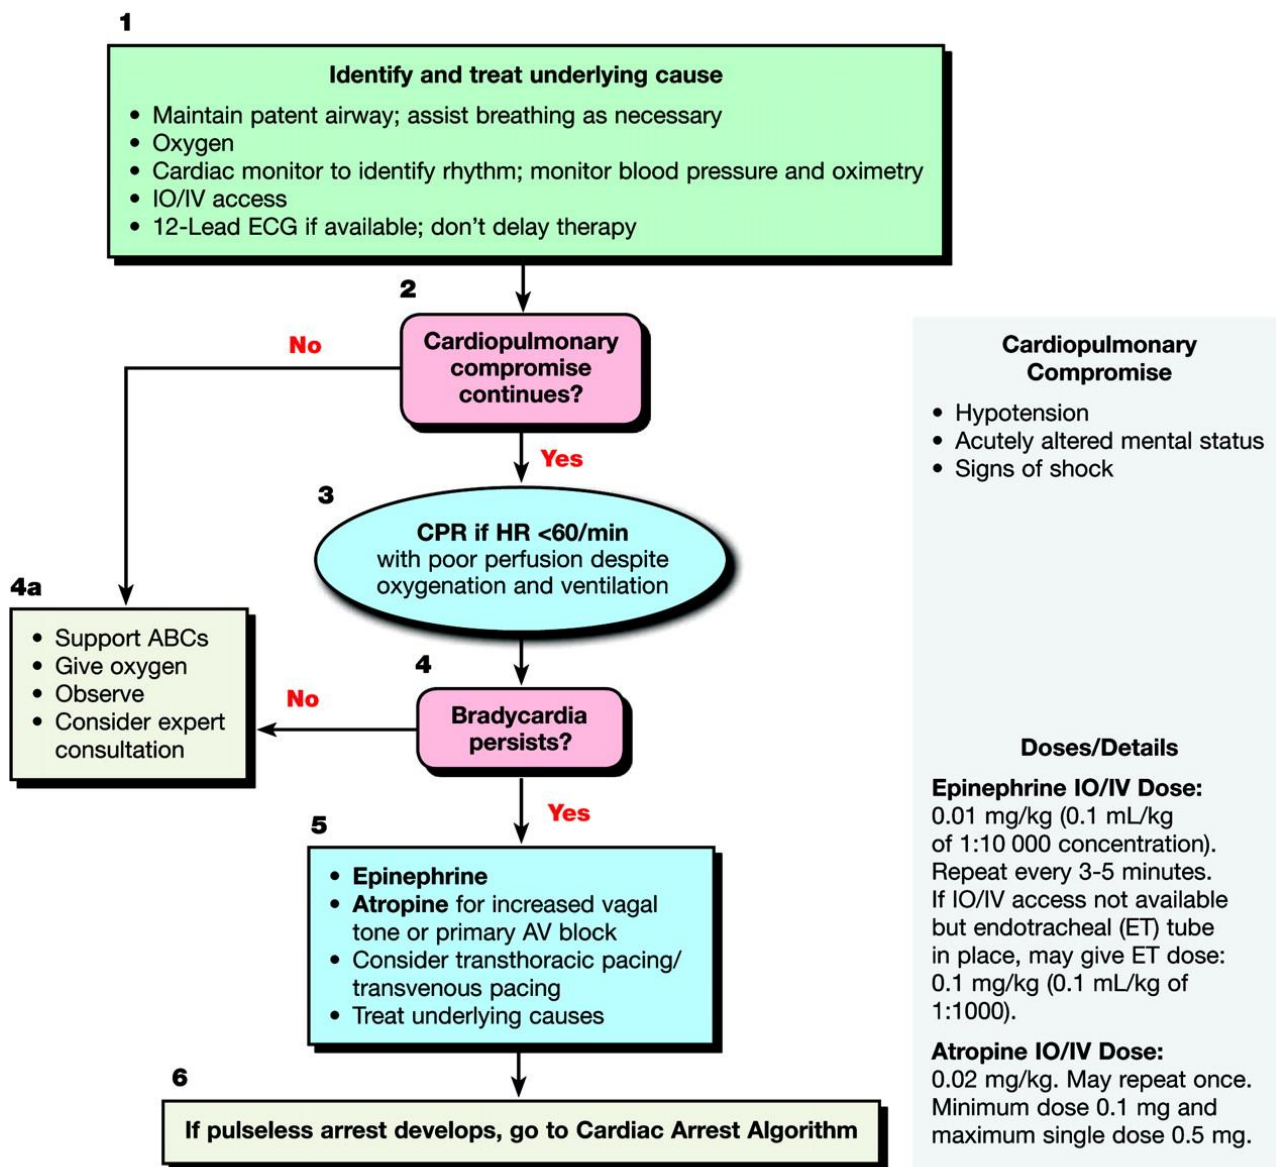 1
Identify and treat underlying cause
• Maintain patent airway; assist breathing as necessary
• Oxygen
• Cardiac monitor to identify rhythm; monitor blood pressure and oximetry
• IO/IV access
• 12-Lead ECG if available; don’t delay therapy
2
Cardiopulmonary
compromise
continues?
No
Yes
3
CPR if HR <60/min
with poor perfusion despite
oxygenation and ventilation
4a
• Support ABCs
• Give oxygen
• Observe
• Consider expert
consultation
4
Bradycardia
persists?
No
Yes
5
• Epinephrine
• Atropine for increased vagal
tone or primary AV block
• Consider transthoracic pacing/
transvenous pacing
• Treat underlying causes
6
If pulseless arrest develops, go to Cardiac Arrest Algorithm
Cardiopulmonary
Compromise
• Hypotension
• Acutely altered mental status
• Signs of shock
Doses/Details
Epinephrine IO/IV Dose:
0.01 mg/kg (0.1 mL/kg
of 1:10 000 concentration).
Repeat every 3-5 minutes.
If IO/IV access not available
but endotracheal (ET) tube
in place, may give ET dose:
0.1 mg/kg (0.1 mL/kg of
1:1000).
Atropine IO/IV Dose:
0.02 mg/kg. May repeat once.
Minimum dose 0.1 mg and
maximum single dose 0.5 mg.